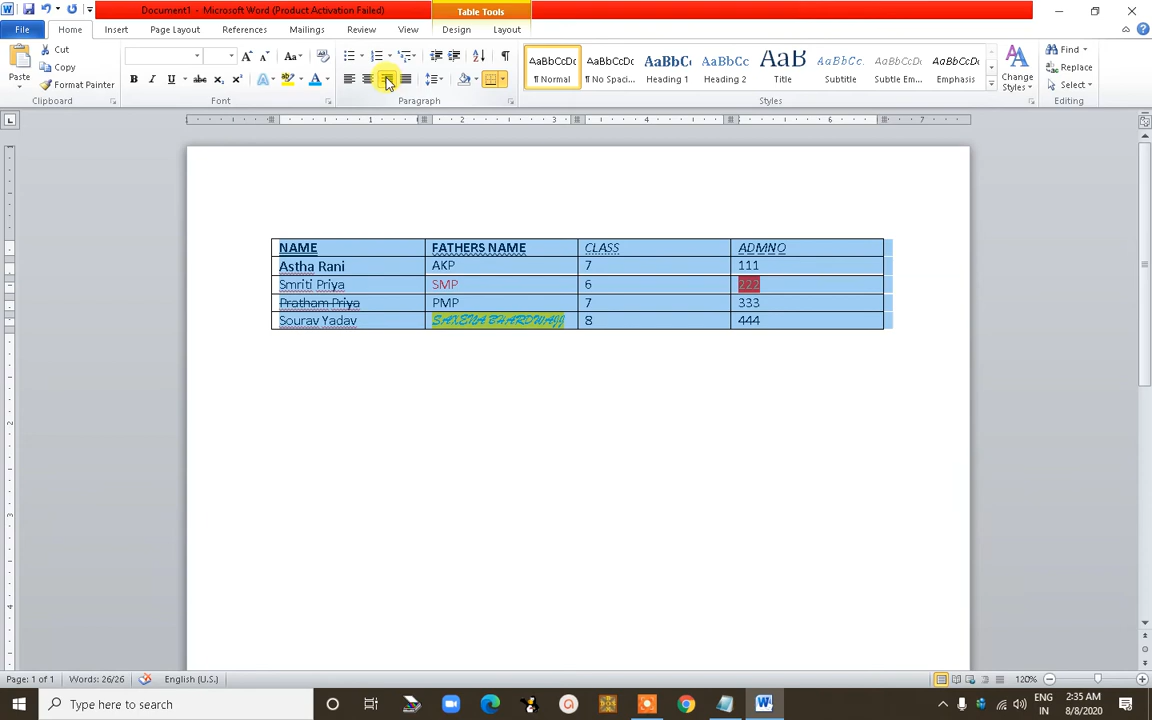 Document1 - Microsoft Word (Product Activation Failed)
Table Tools
File
Home
Insert
Page Layout
References
Mailings
Review
View
Design
Layout
Paste
Cut
Copy
Format Painter
Clipboard
Font
Paragraph
AaBbCcDc
¶ Normal
AaBbCcDc
¶ No Spaci...
AaBbCc
Heading 1
AaBbCc
Heading 2
AaB
Title
AaBbCc.
Subtitle
AaBbCcDc
Subtle Em...
AaBbCcDc
Emphasis
Change
Styles
Styles
Find
Replace
Select
Editing
NAME FATHERS NAME CLASS ADMNO
Astha Rani AKP 7 111
Smriti Priya SMP 6 222
Pratham Priya PMP 7 333
Sourav Yadav SAXENA BHARDWAJJ 8 444
Page: 1 of 1
Words: 26/26
English (U.S.)
120%
Type here to search
ENG
IN
2:35 AM
8/8/2020